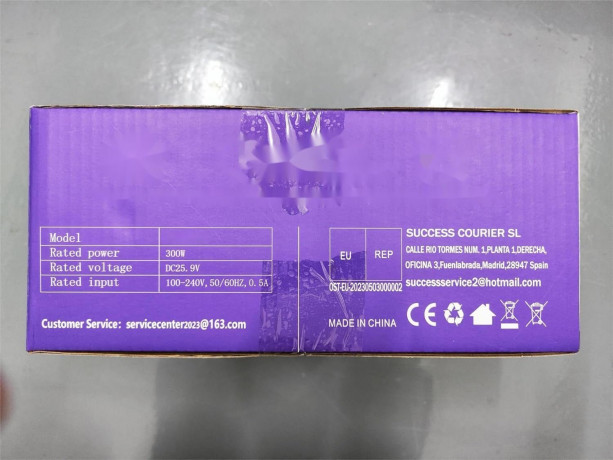 Model
Rated power 300W
Rated voltage DC25.9V
Rated input 100-240V,50/60HZ,0.5A
Customer Service: servicecenter2023@163.com
EU REP
OST-EU-20230503000002
MADE IN CHINA
SUCCESS COURIER SL
CALLE RIO TORMES NUM. 1,PLANTA 1,DERECHA,
OFICINA 3,Fuenlabrada,Madrid,28947 Spain
successservice2@hotmail.com
CE